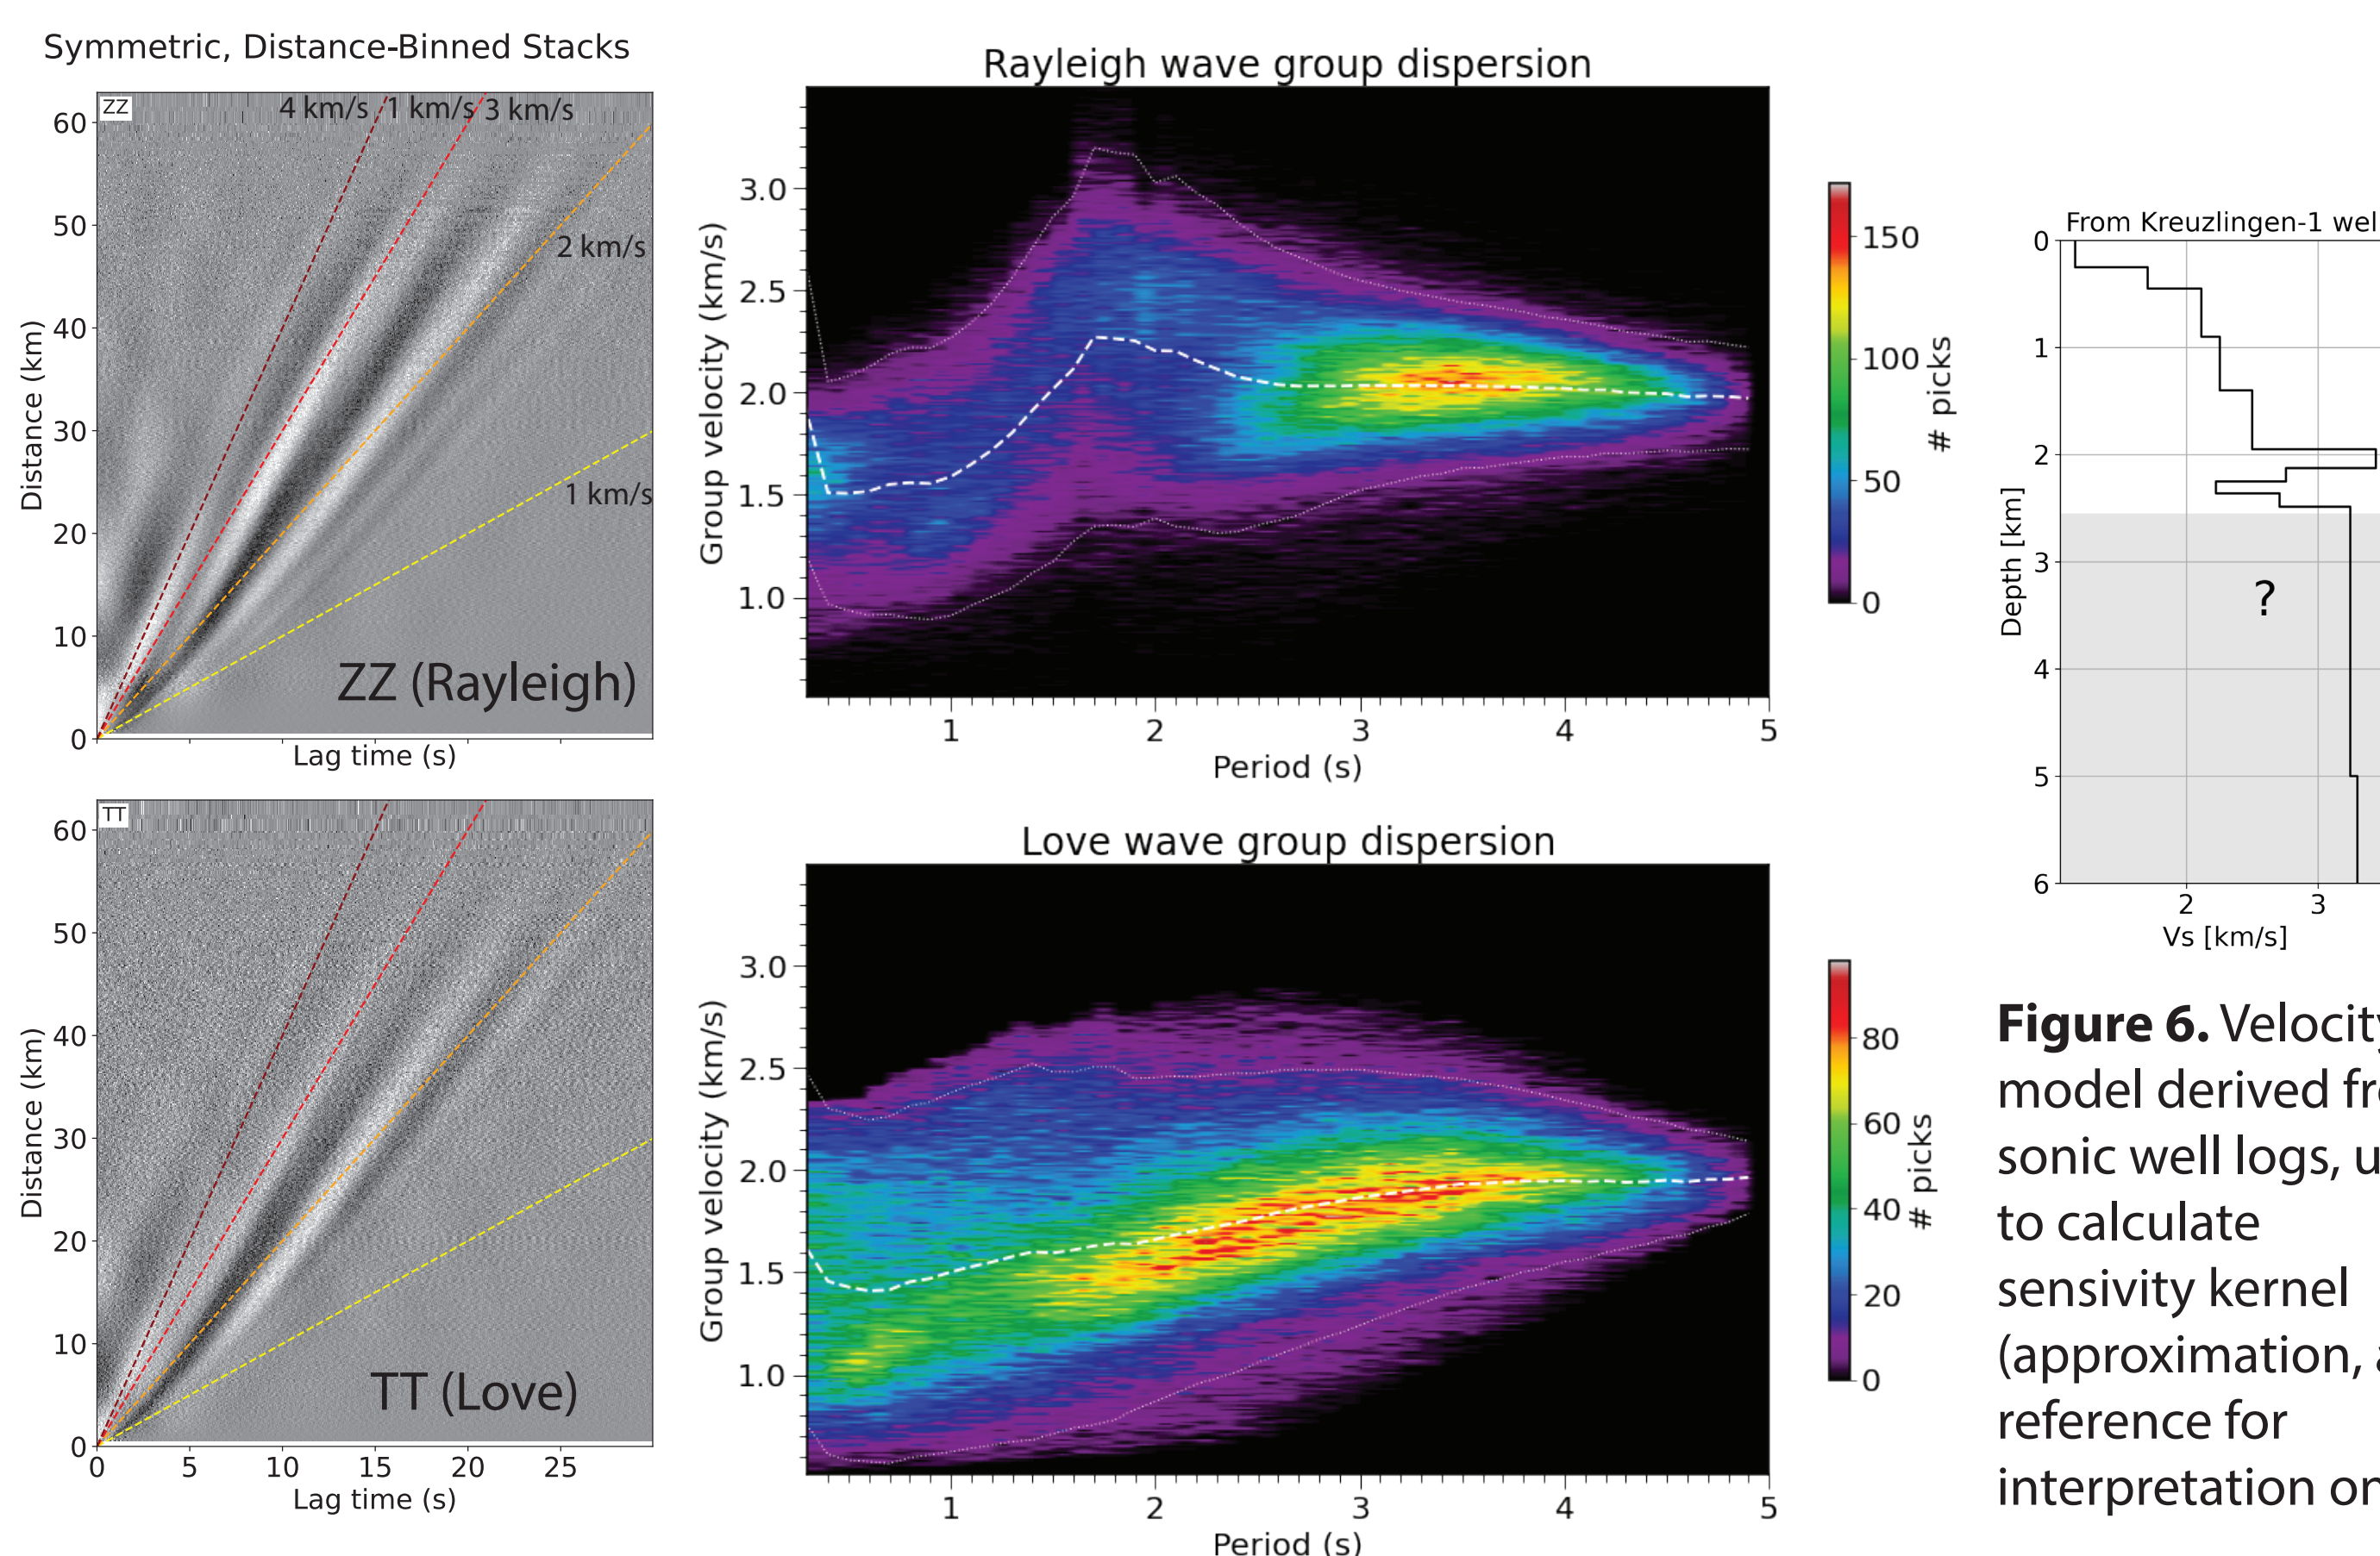 Symmetric, Distance-Binned Stacks
ZZ
4 km/s
1 km/s
3 km/s
2 km/s
1 km/s
60
50
40
30
20
10
0
Distance (km)
ZZ (Rayleigh)
Lag time (s)
TT
60
50
40
30
20
10
0
Distance (km)
TT (Love)
0 5 10 15 20 25
Lag time (s)
Rayleigh wave group dispersion
3.0
2.5
2.0
1.5
1.0
Group velocity (km/s)
1 2 3 4 5
Period (s)
150
100
50
0
# picks
Love wave group dispersion
3.0
2.5
2.0
1.5
1.0
Group velocity (km/s)
1 2 3 4 5
Period (s)
80
60
40
20
0
# picks
From Kreuzlingen-1 wel
0
1
2
3
4
5
6
Depth [km]
?
2 3
Vs [km/s]
Figure 6. Velocity
model derived fr
sonic well logs, u
to calculate
sensivity kernel
(approximation, a
reference for
interpretation on